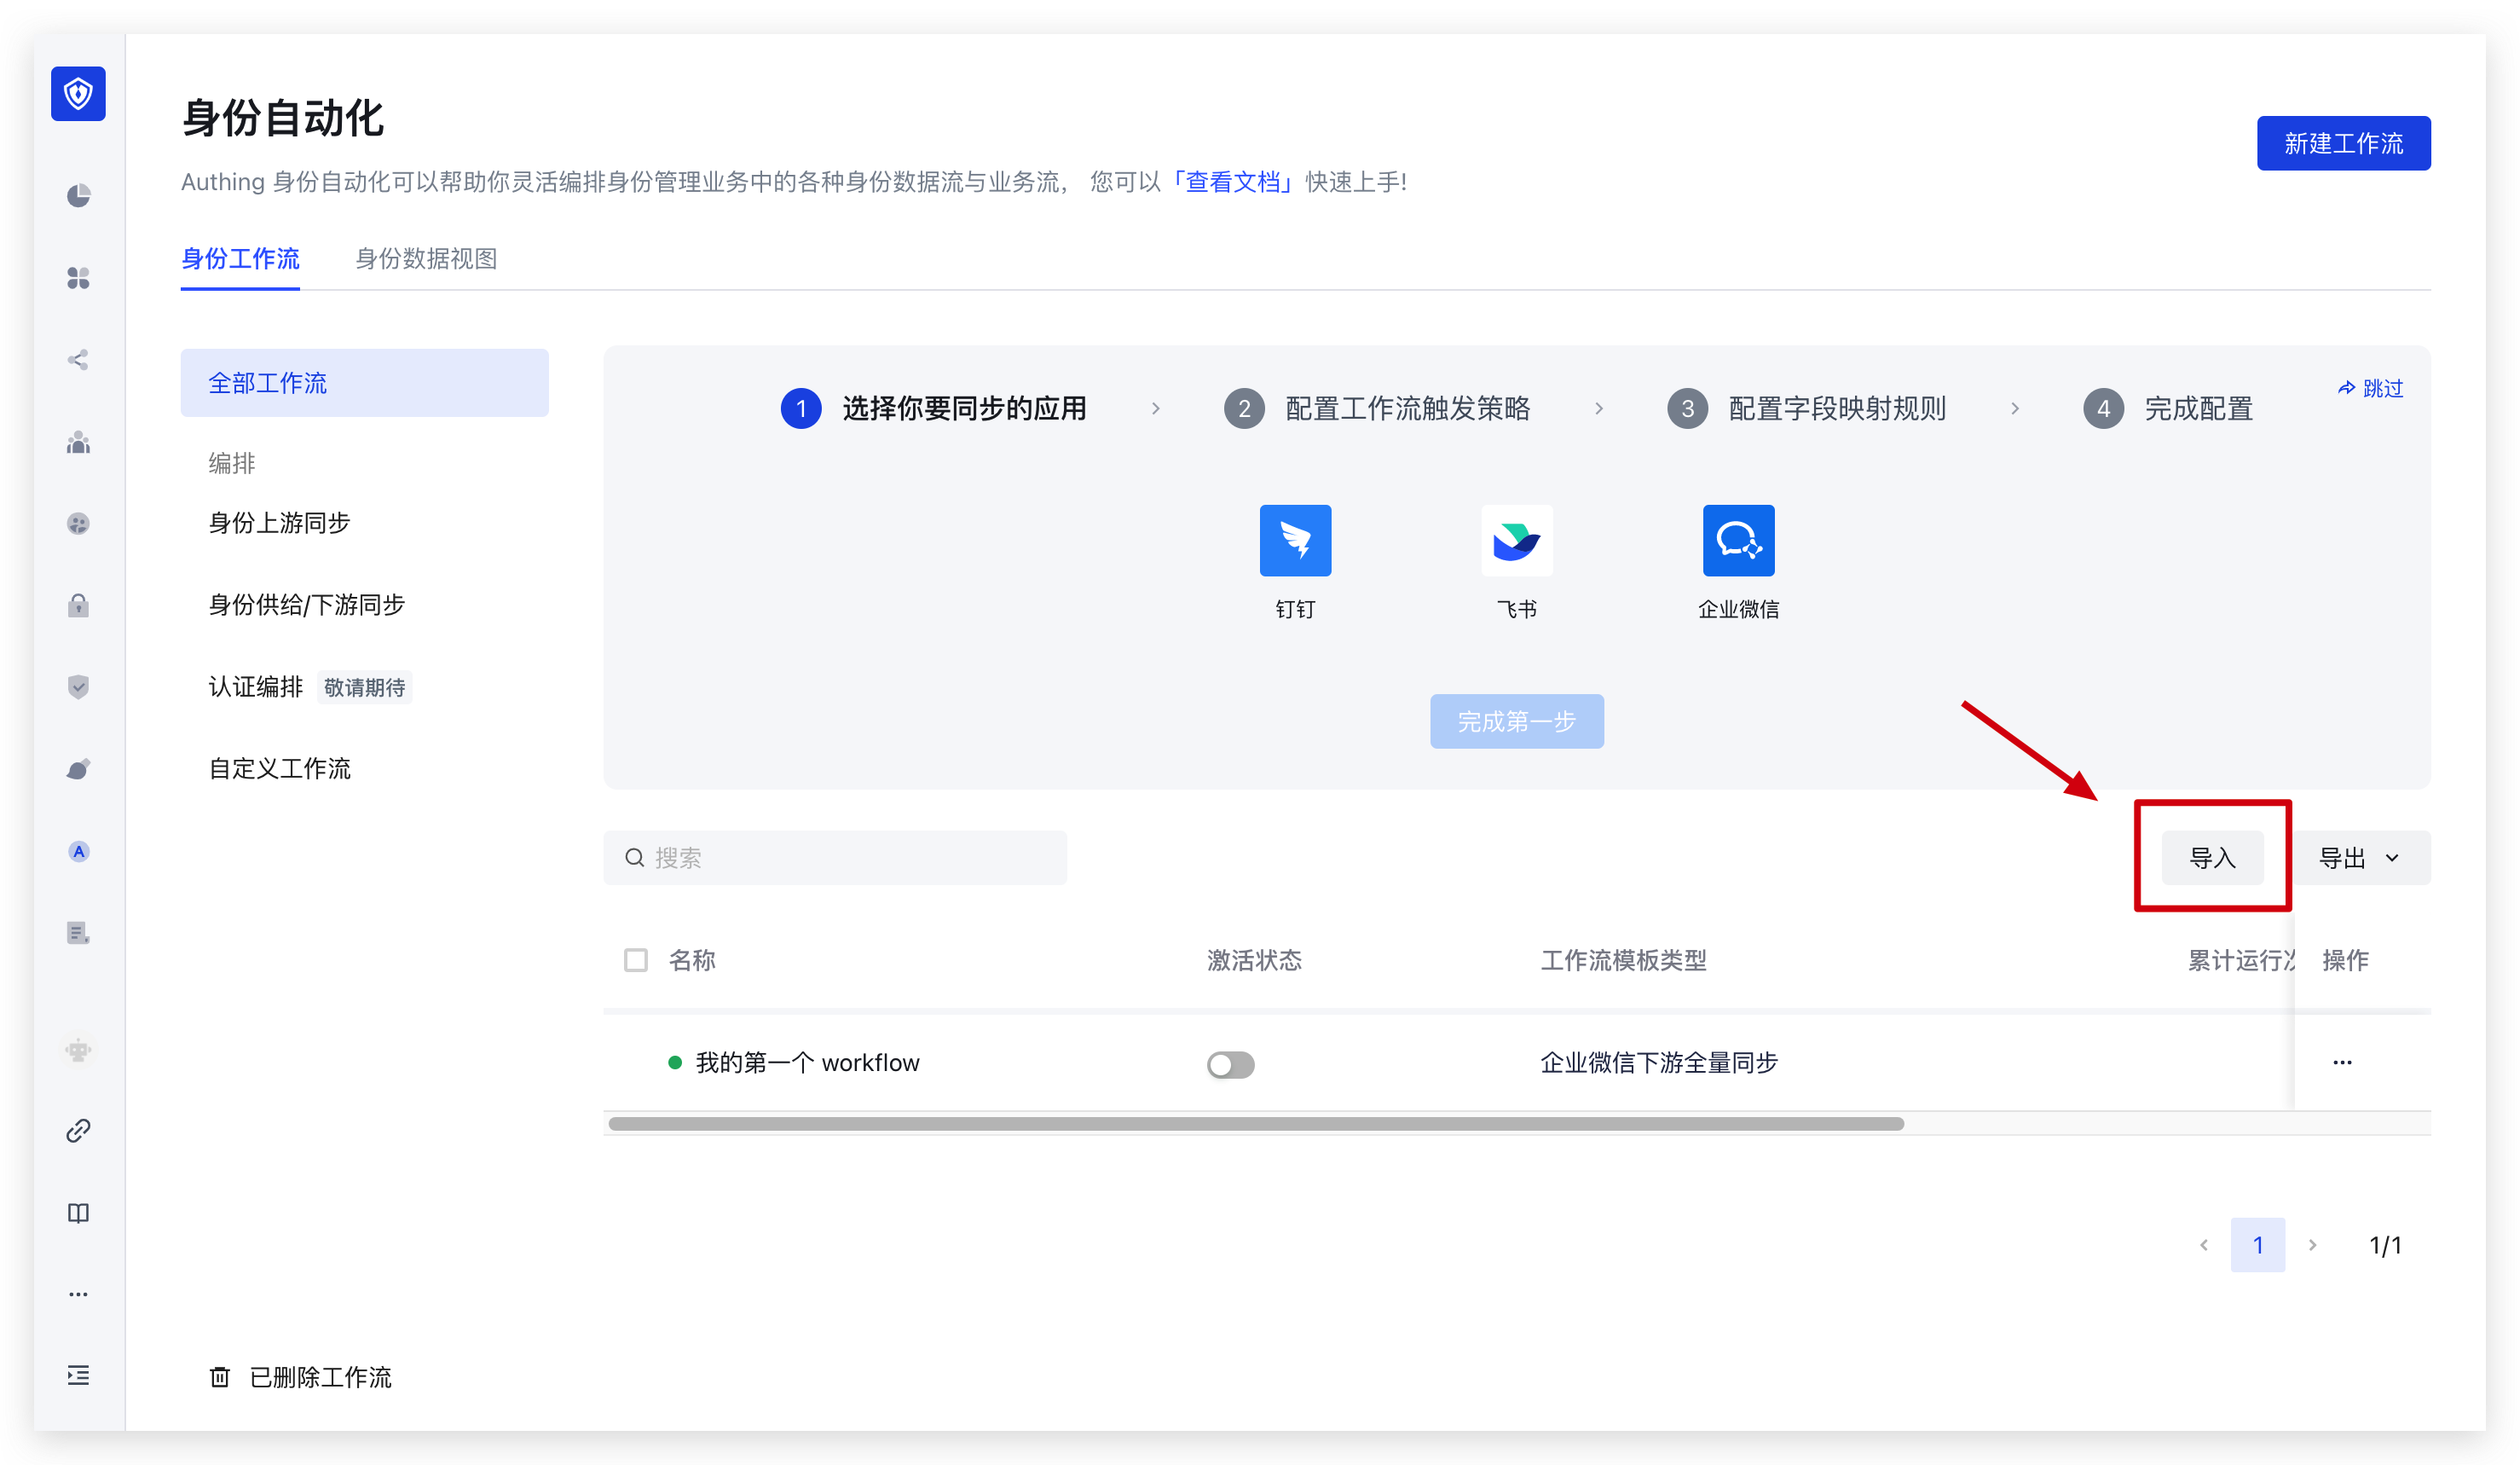 身份自动化
新建工作流
Authing 身份自动化可以帮助你灵活编排身份管理业务中的各种身份数据流与业务流， 您可以「查看文档」快速上手!
身份工作流 身份数据视图
全部工作流
编排
身份上游同步
身份供给/下游同步
认证编排 敬请期待
自定义工作流
已删除工作流
1 选择你要同步的应用 2 配置工作流触发策略 3 配置字段映射规则 4 完成配置
跳过
钉钉 飞书 企业微信
完成第一步
搜索 导入 导出
名称 激活状态 工作流模板类型 累计运行 操作
我的第一个 workflow 企业微信下游全量同步 ···
1 1/1
A